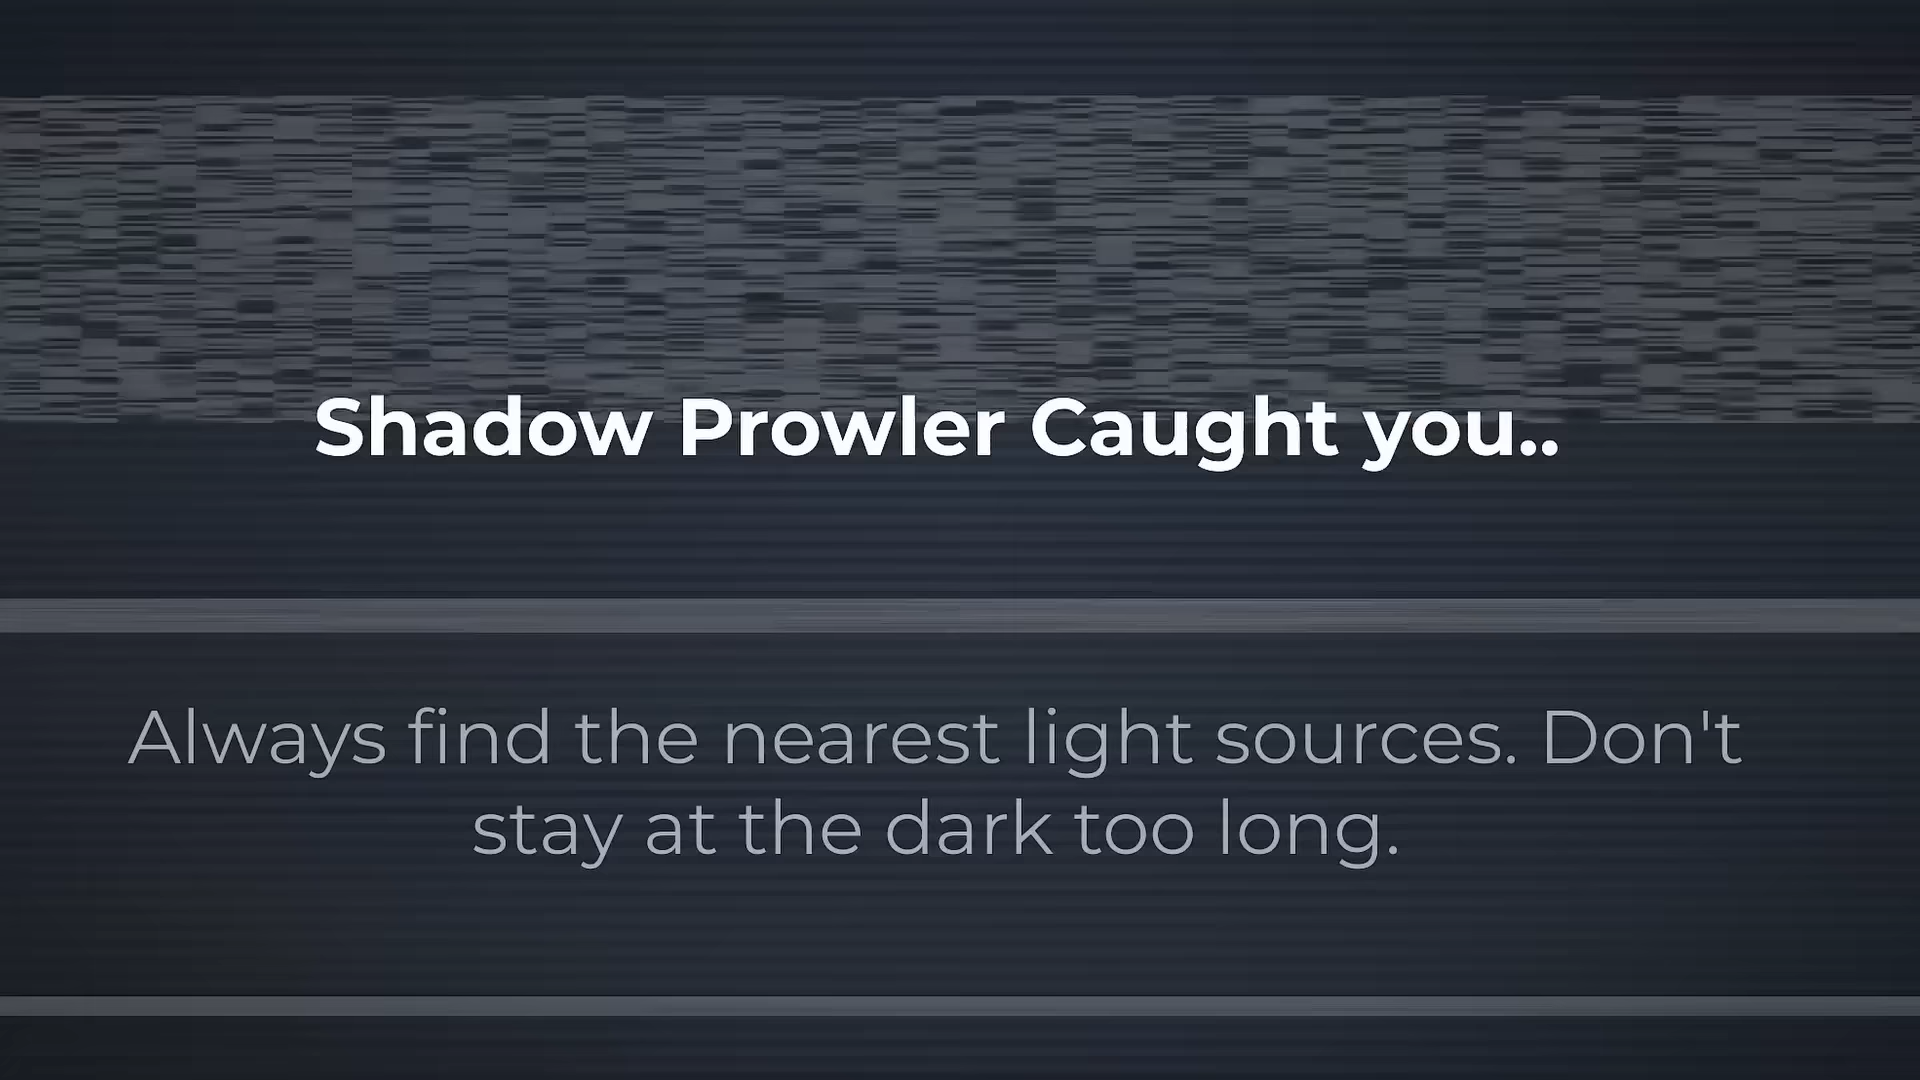 Shadow Prowler Caught you..
Always find the nearest light sources. Don't
stay at the dark too long.